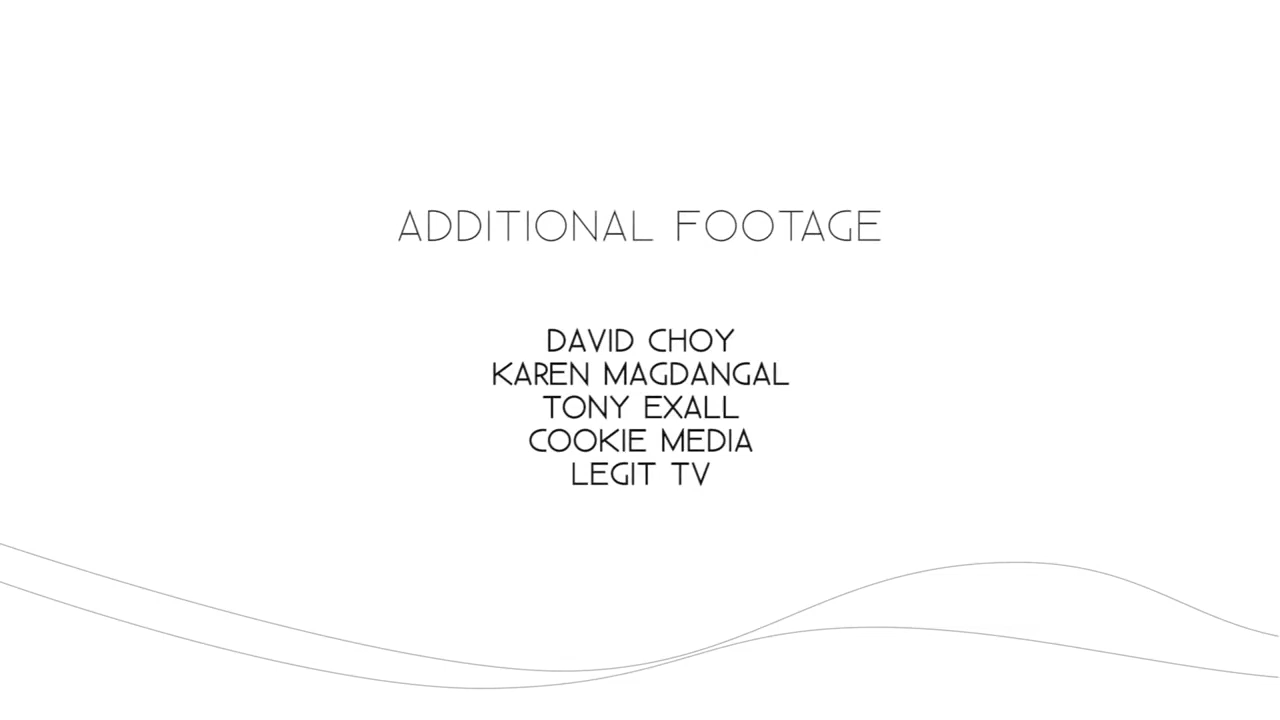 ADDITIONAL FOOTAGE
DAVID CHOY
KAREN MAGDANGAL
TONY EXALL
COOKIE MEDIA
LEGIT TV